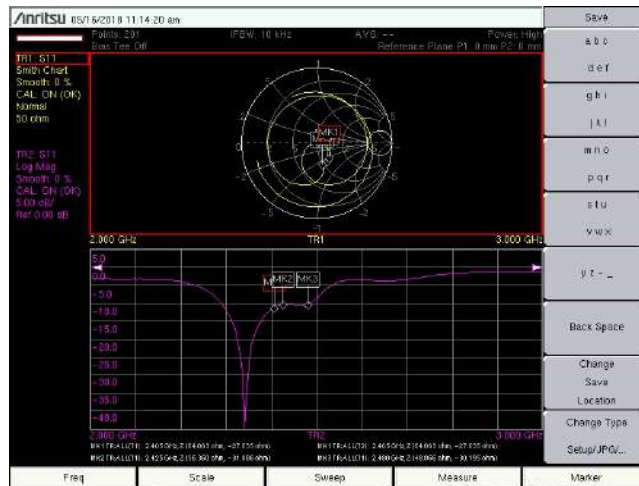 Anritsu 05/16/2018 11:14:20 am
Save
Points: 201 IFBW: 10 kHz AVG: -- Power: High
Bias Tee Off Reference Plane P1: 0 mm P2: 0 mm
TR1 S11
Smith Chart
Smooth: 0 %
CAL: ON (OK)
Normal
50 ohm
TR2 S11
Log Mag
Smooth: 0 %
CAL: ON (OK)
5.00 dB/
Ref 0.00 dB
MK1
2.000 GHz TR1 3.000 GHz
5.0
0.0
-5.0
-10.0
-15.0
-20.0
-25.0
-30.0
-35.0
-40.0
MK2 MK3
2.000 GHz TR2 3.000 GHz
a b c
d e f
g h i
j k l
m n o
p q r
s t u
v w x
y z - _
Back Space
Change
Save
Location
Change Type
Setup/JPG/...
Freq Scale Sweep Measure Marker